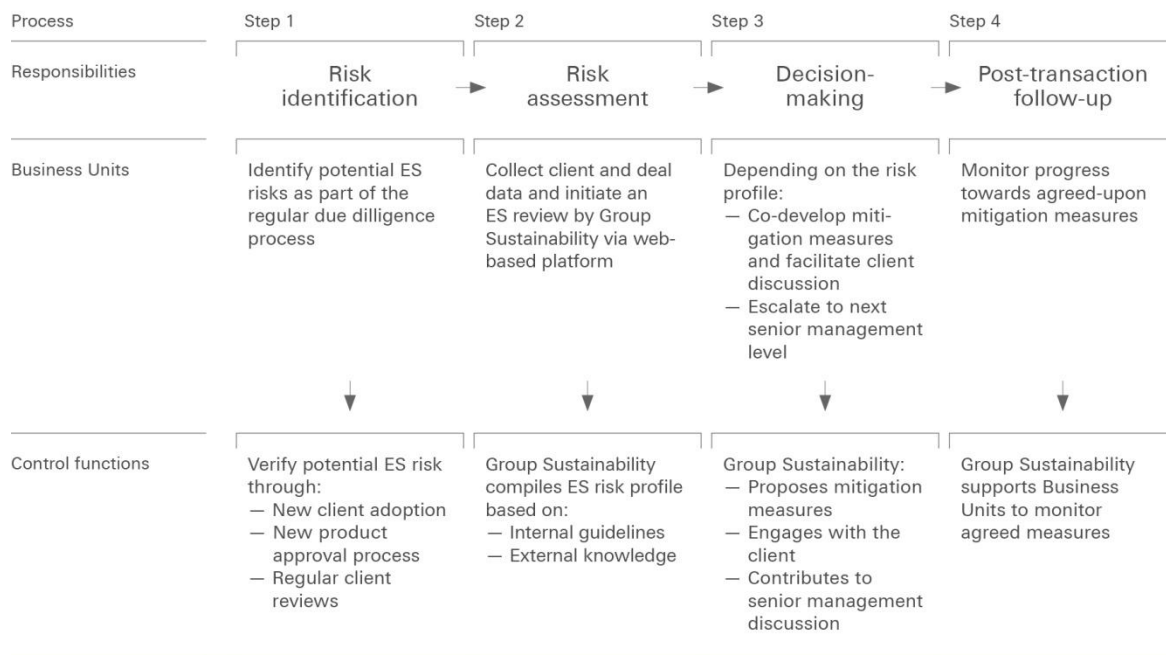 Process
Step 1
Step 2
Step 3
Step 4
Responsibilities
Risk
identification
Risk
assessment
Decision-
making
Post-transaction
follow-up
Business Units
Identify potential ES
risks as part of the
regular due dilligence
process
Collect client and deal
data and initiate an
ES review by Group
Sustainability via web-
based platform
Depending on the risk
profile:
— Co-develop miti-
gation measures
and facilitate client
discussion
— Escalate to next
senior management
level
Monitor progress
towards agreed-upon
mitigation measures
Control functions
Verify potential ES risk
through:
— New client adoption
— New product
approval process
— Regular client
reviews
Group Sustainability
compiles ES risk profile
based on:
— Internal guidelines
— External knowledge
Group Sustainability:
— Proposes mitigation
measures
— Engages with the
client
— Contributes to
senior management
discussion
Group Sustainability
supports Business
Units to monitor
agreed measures